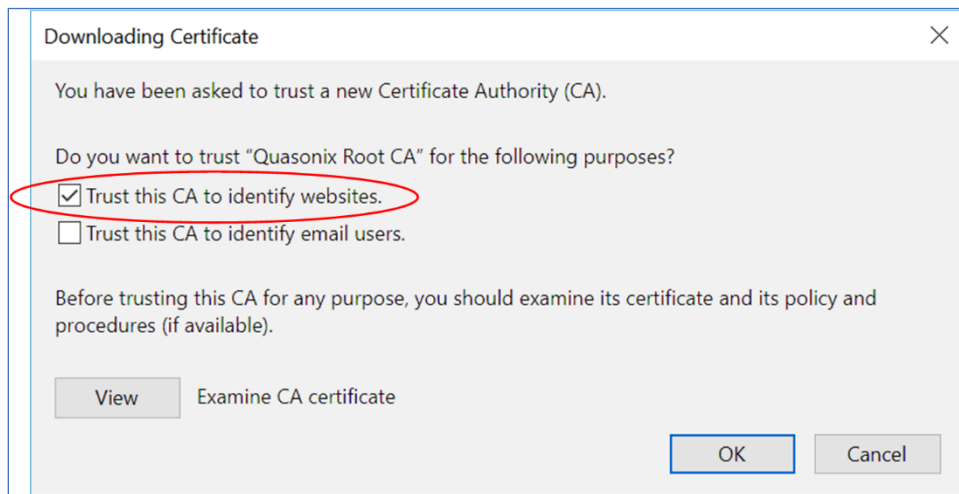 Downloading Certificate
You have been asked to trust a new Certificate Authority (CA).
Do you want to trust “Quasonix Root CA” for the following purposes?
Trust this CA to identify websites.
Trust this CA to identify email users.
Before trusting this CA for any purpose, you should examine its certificate and its policy and
procedures (if available).
View Examine CA certificate
OK Cancel